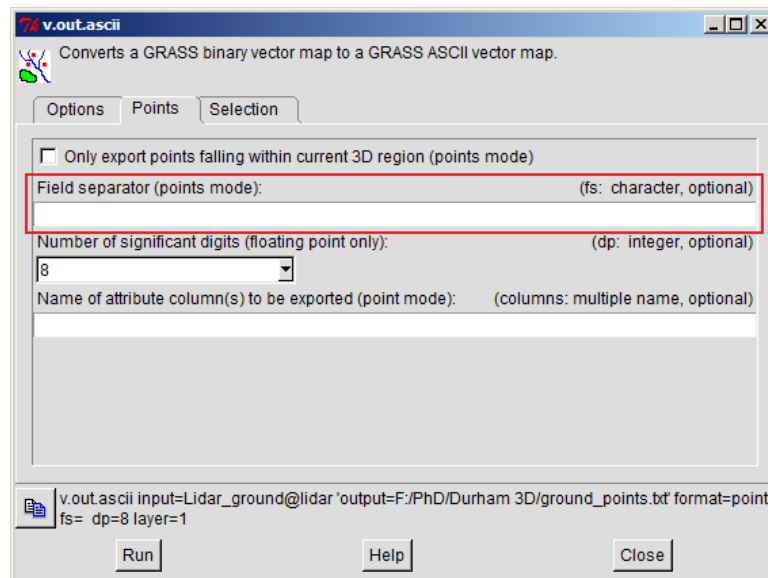 v.out.ascii
Converts a GRASS binary vector map to a GRASS ASCII vector map.
Options Points Selection
Only export points falling within current 3D region (points mode)
Field separator (points mode): (fs: character, optional)
Number of significant digits (floating point only): (dp: integer, optional)
8
Name of attribute column(s) to be exported (point mode): (columns: multiple name, optional)
v.out.ascii input=Lidar_ground@lidar 'output=F:/PhD/Durham 3D/ground_points.txt' format=point
fs= dp=8 layer=1
Run Help Close